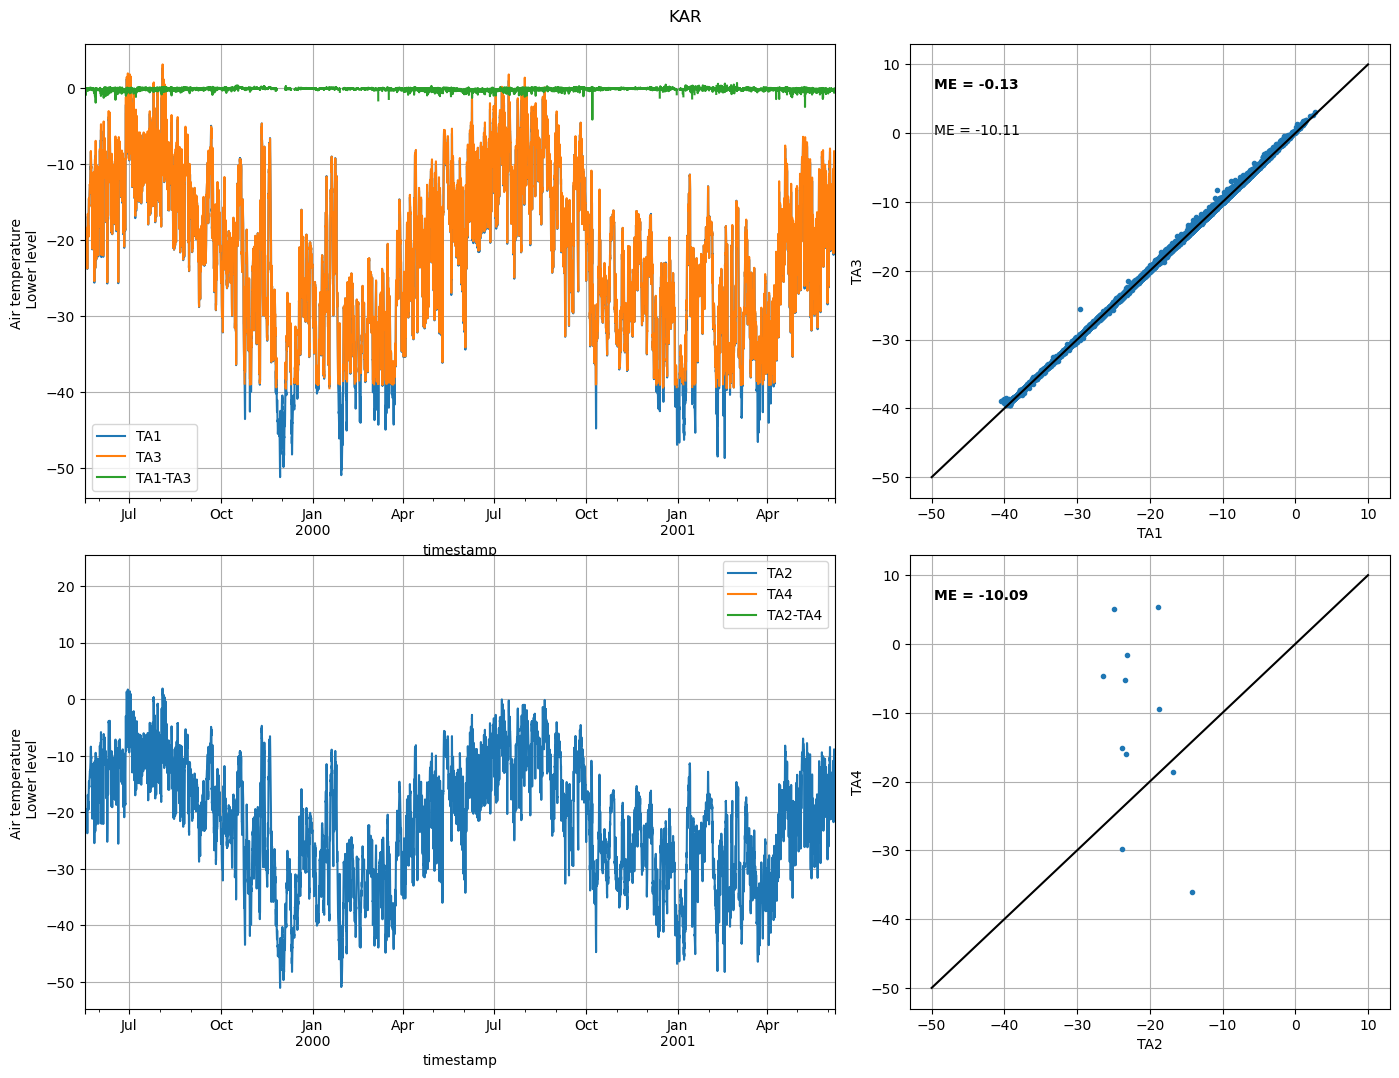 KAR
0
−10
−20
−30
−40
−50
Air temperature
Lower level
TA1
TA3
TA1-TA3
Jul
Oct
Jan
2000
Apr
Jul
Oct
Jan
2001
Apr
timestamp
10
0
−10
−20
−30
−40
−50
TA3
ME = -0.13
ME = -10.11
−50
−40
−30
−20
−10
0
10
TA1
20
10
0
−10
−20
−30
−40
−50
Air temperature
Lower level
TA2
TA4
TA2-TA4
Jul
Oct
Jan
2000
Apr
Jul
Oct
Jan
2001
Apr
timestamp
10
0
−10
−20
−30
−40
−50
TA4
ME = -10.09
−50
−40
−30
−20
−10
0
10
TA2